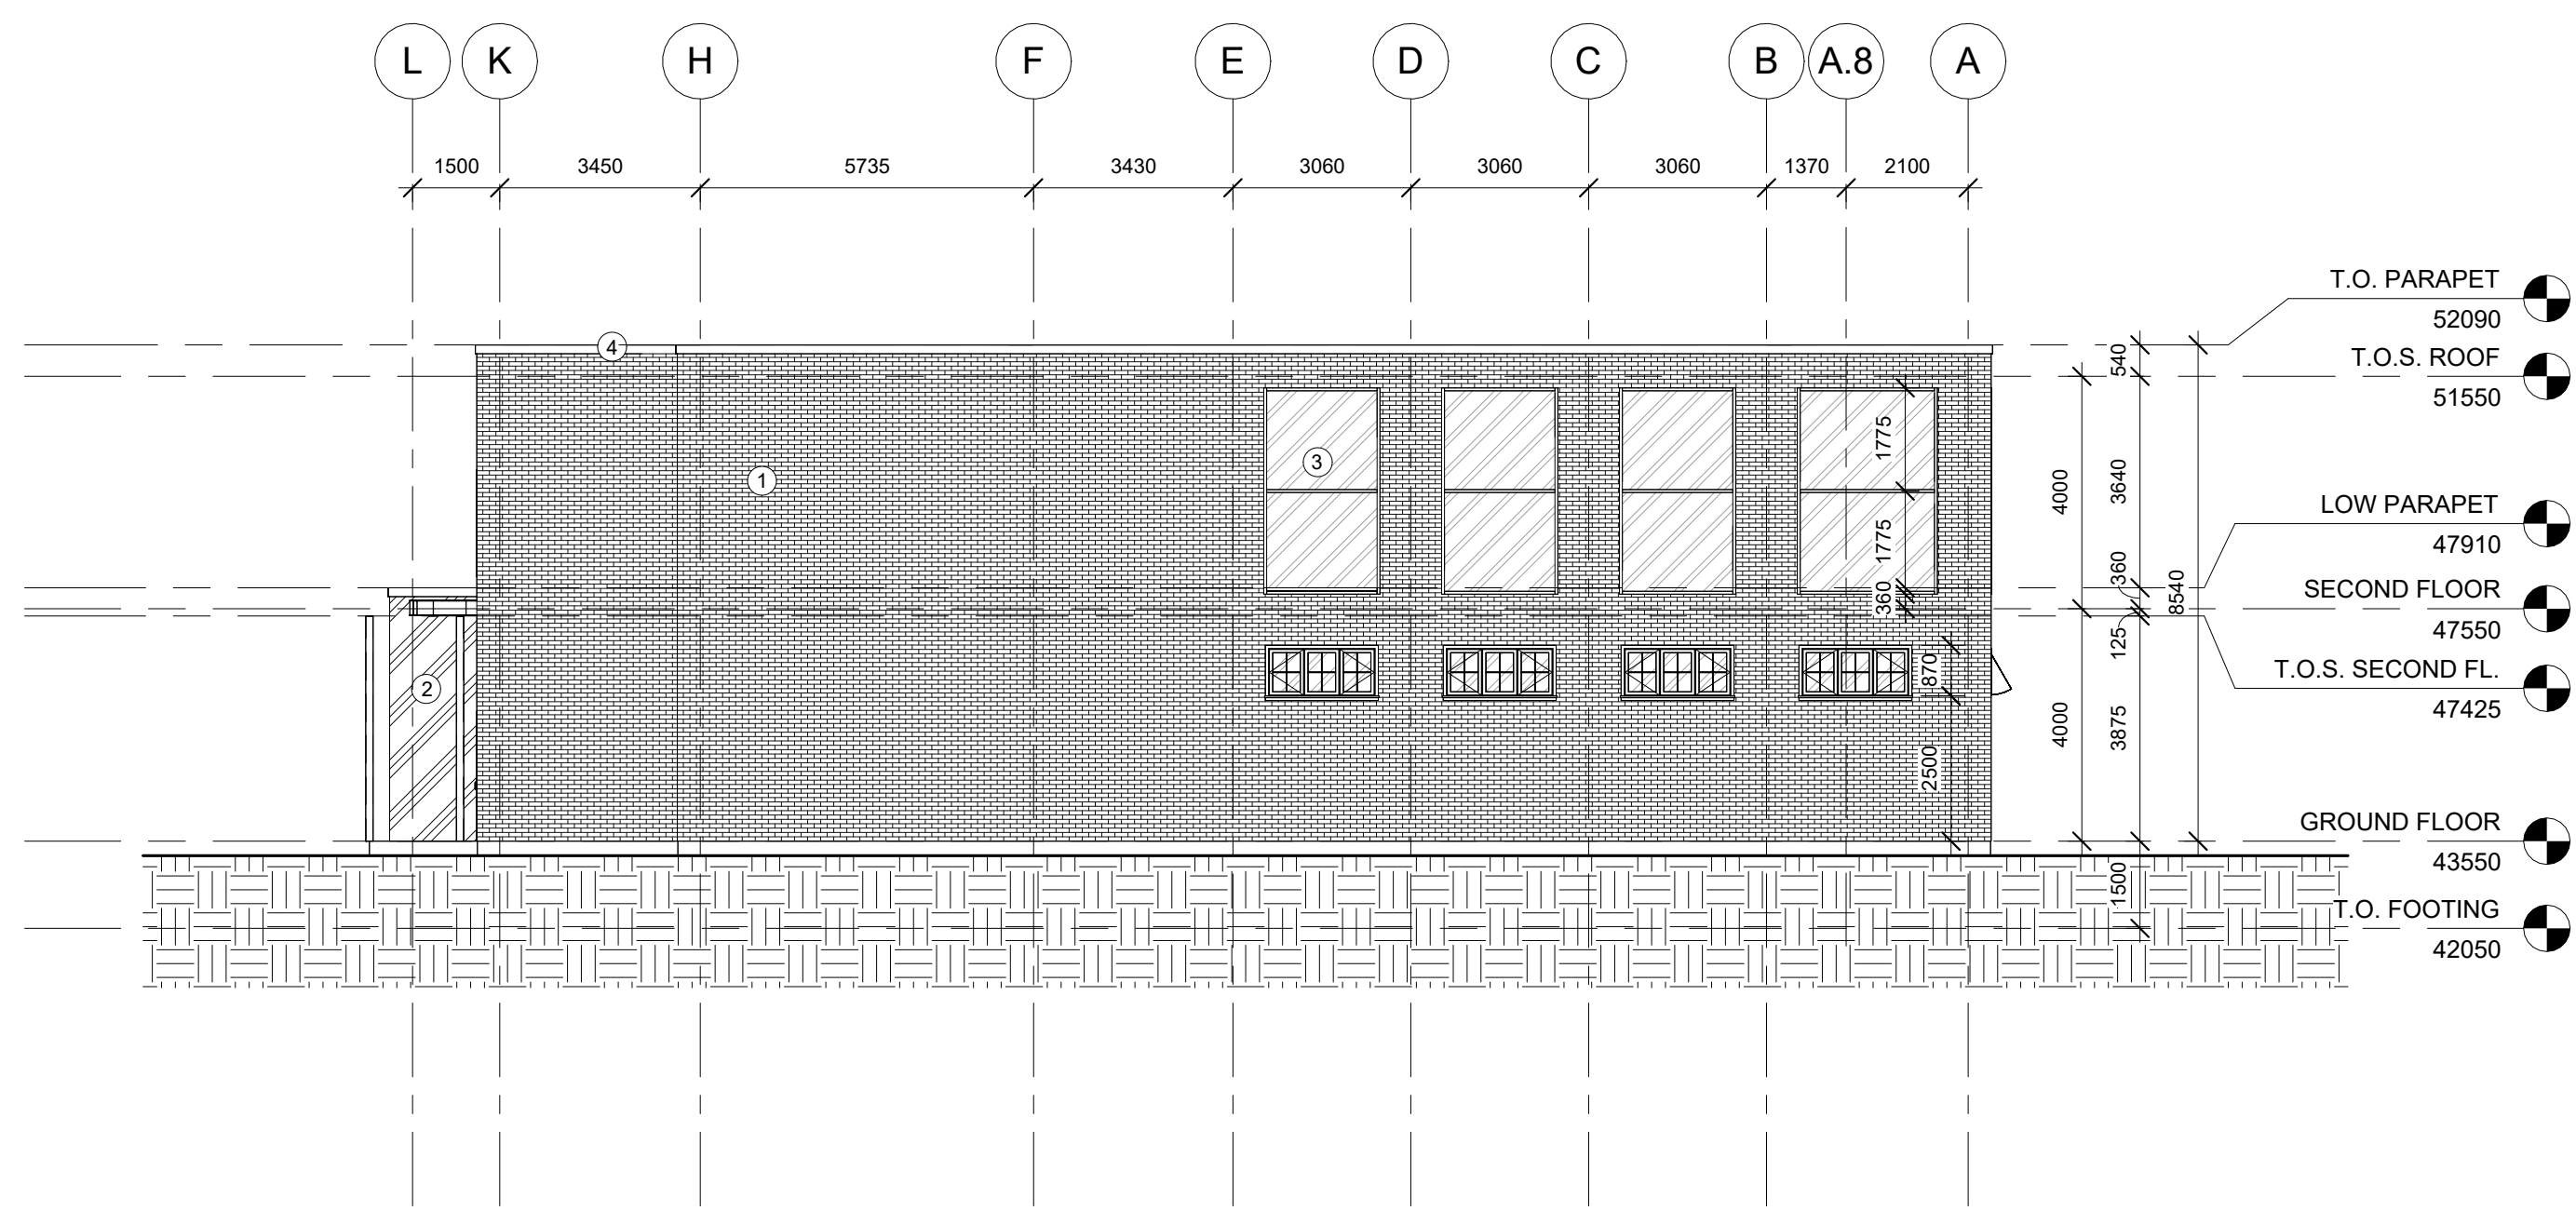 L K H F E D C B A.8 A
1500 3450 5735 3430 3060 3060 3060 1370 2100
T.O. PARAPET
52090
T.O.S. ROOF
51550
LOW PARAPET
47910
SECOND FLOOR
47550
T.O.S. SECOND FL.
47425
GROUND FLOOR
43550
T.O. FOOTING
42050
540
3640
360
125
3875
1500
4000
4000
8540
1775
1775
360
870
2500
4
1
3
2